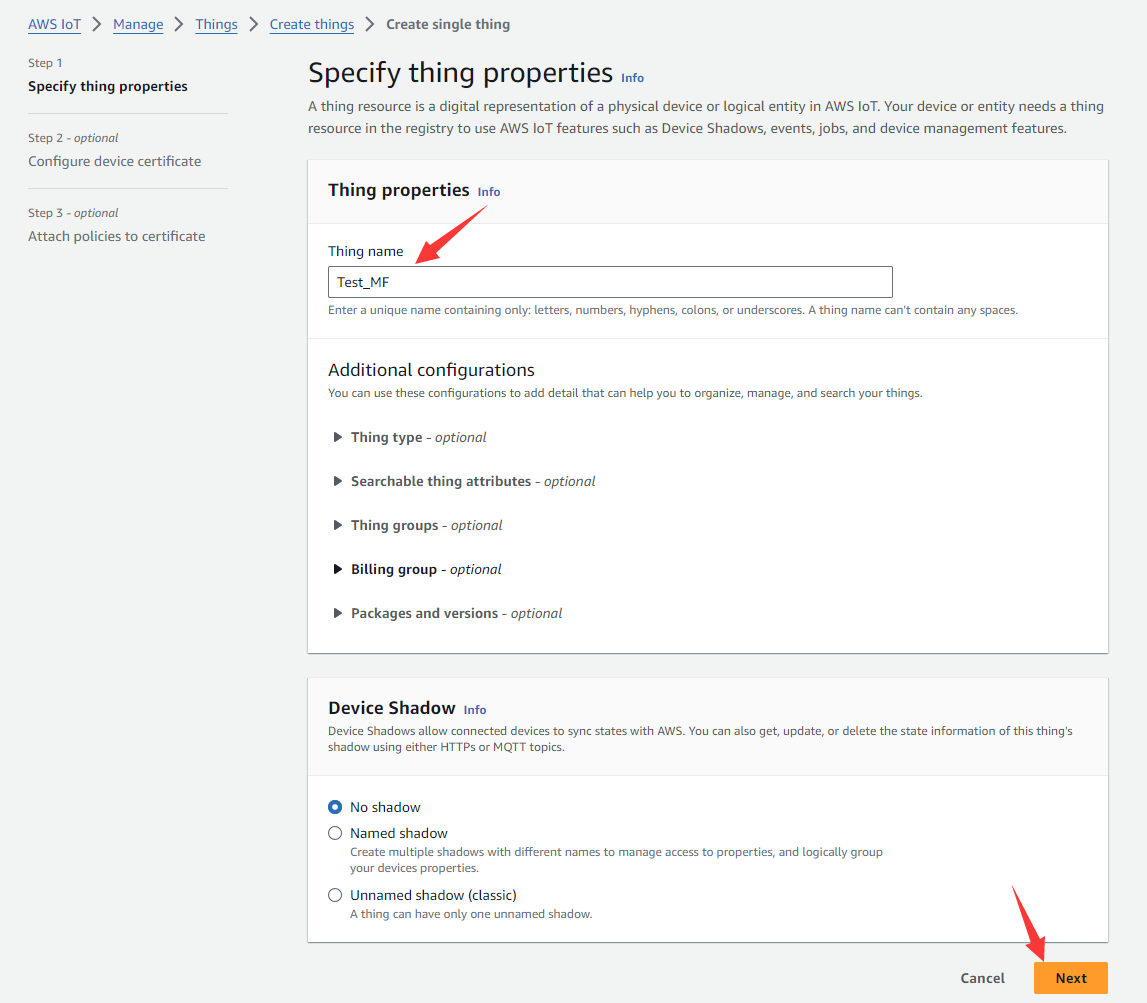 AWS IoT > Manage > Things > Create things > Create single thing
Step 1
Specify thing properties
Step 2 - optional
Configure device certificate
Step 3 - optional
Attach policies to certificate
Specify thing properties Info
A thing resource is a digital representation of a physical device or logical entity in AWS IoT. Your device or entity needs a thing
resource in the registry to use AWS IoT features such as Device Shadows, events, jobs, and device management features.
Thing properties Info
Thing name
Test_MF
Enter a unique name containing only: letters, numbers, hyphens, colons, or underscores. A thing name can't contain any spaces.
Additional configurations
You can use these configurations to add detail that can help you to organize, manage, and search your things.
Thing type - optional
Searchable thing attributes - optional
Thing groups - optional
Billing group - optional
Packages and versions - optional
Device Shadow Info
Device Shadows allow connected devices to sync states with AWS. You can also get, update, or delete the state information of this thing's
shadow using either HTTPs or MQTT topics.
No shadow
Named shadow
Create multiple shadows with different names to manage access to properties, and logically group
your devices properties.
Unnamed shadow (classic)
A thing can have only one unnamed shadow.
Cancel
Next